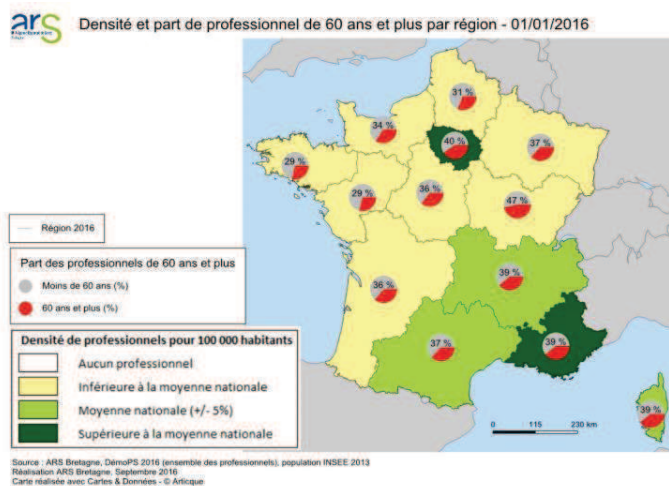 ars
Densité et part de professionnel de 60 ans et plus par région - 01/01/2016
31 %
34 %
40 %
37 %
29 %
29 %
36 %
47 %
36 %
39 %
37 %
39 %
39 %
Région 2016
Part des professionnels de 60 ans et plus
Moins de 60 ans (%)
60 ans et plus (%)
Densité de professionnels pour 100 000 habitants
Aucun professionnel
Inférieure à la moyenne nationale
Moyenne nationale (+/- 5%)
Supérieure à la moyenne nationale
0 115 230 km
Source : ARS Bretagne, DémoPS 2016 (ensemble des professionnels), population INSEE 2013
Réalisation ARS Bretagne, Septembre 2016
Carte réalisée avec Cartes & Données - © Articque